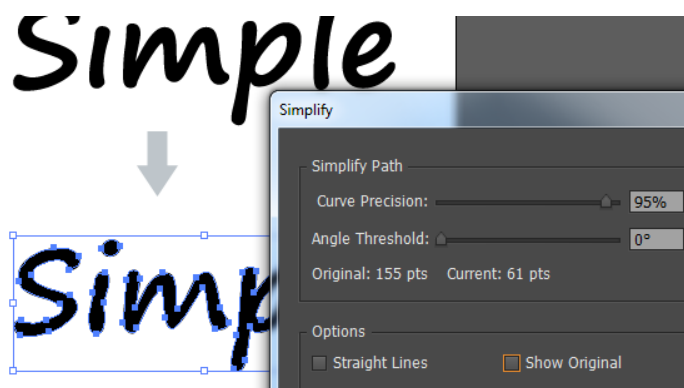 Simple
Simplify
Simplify Path
Curve Precision: 95%
Angle Threshold: 0°
Original: 155 pts Current: 61 pts
Simp
Options
Straight Lines Show Original